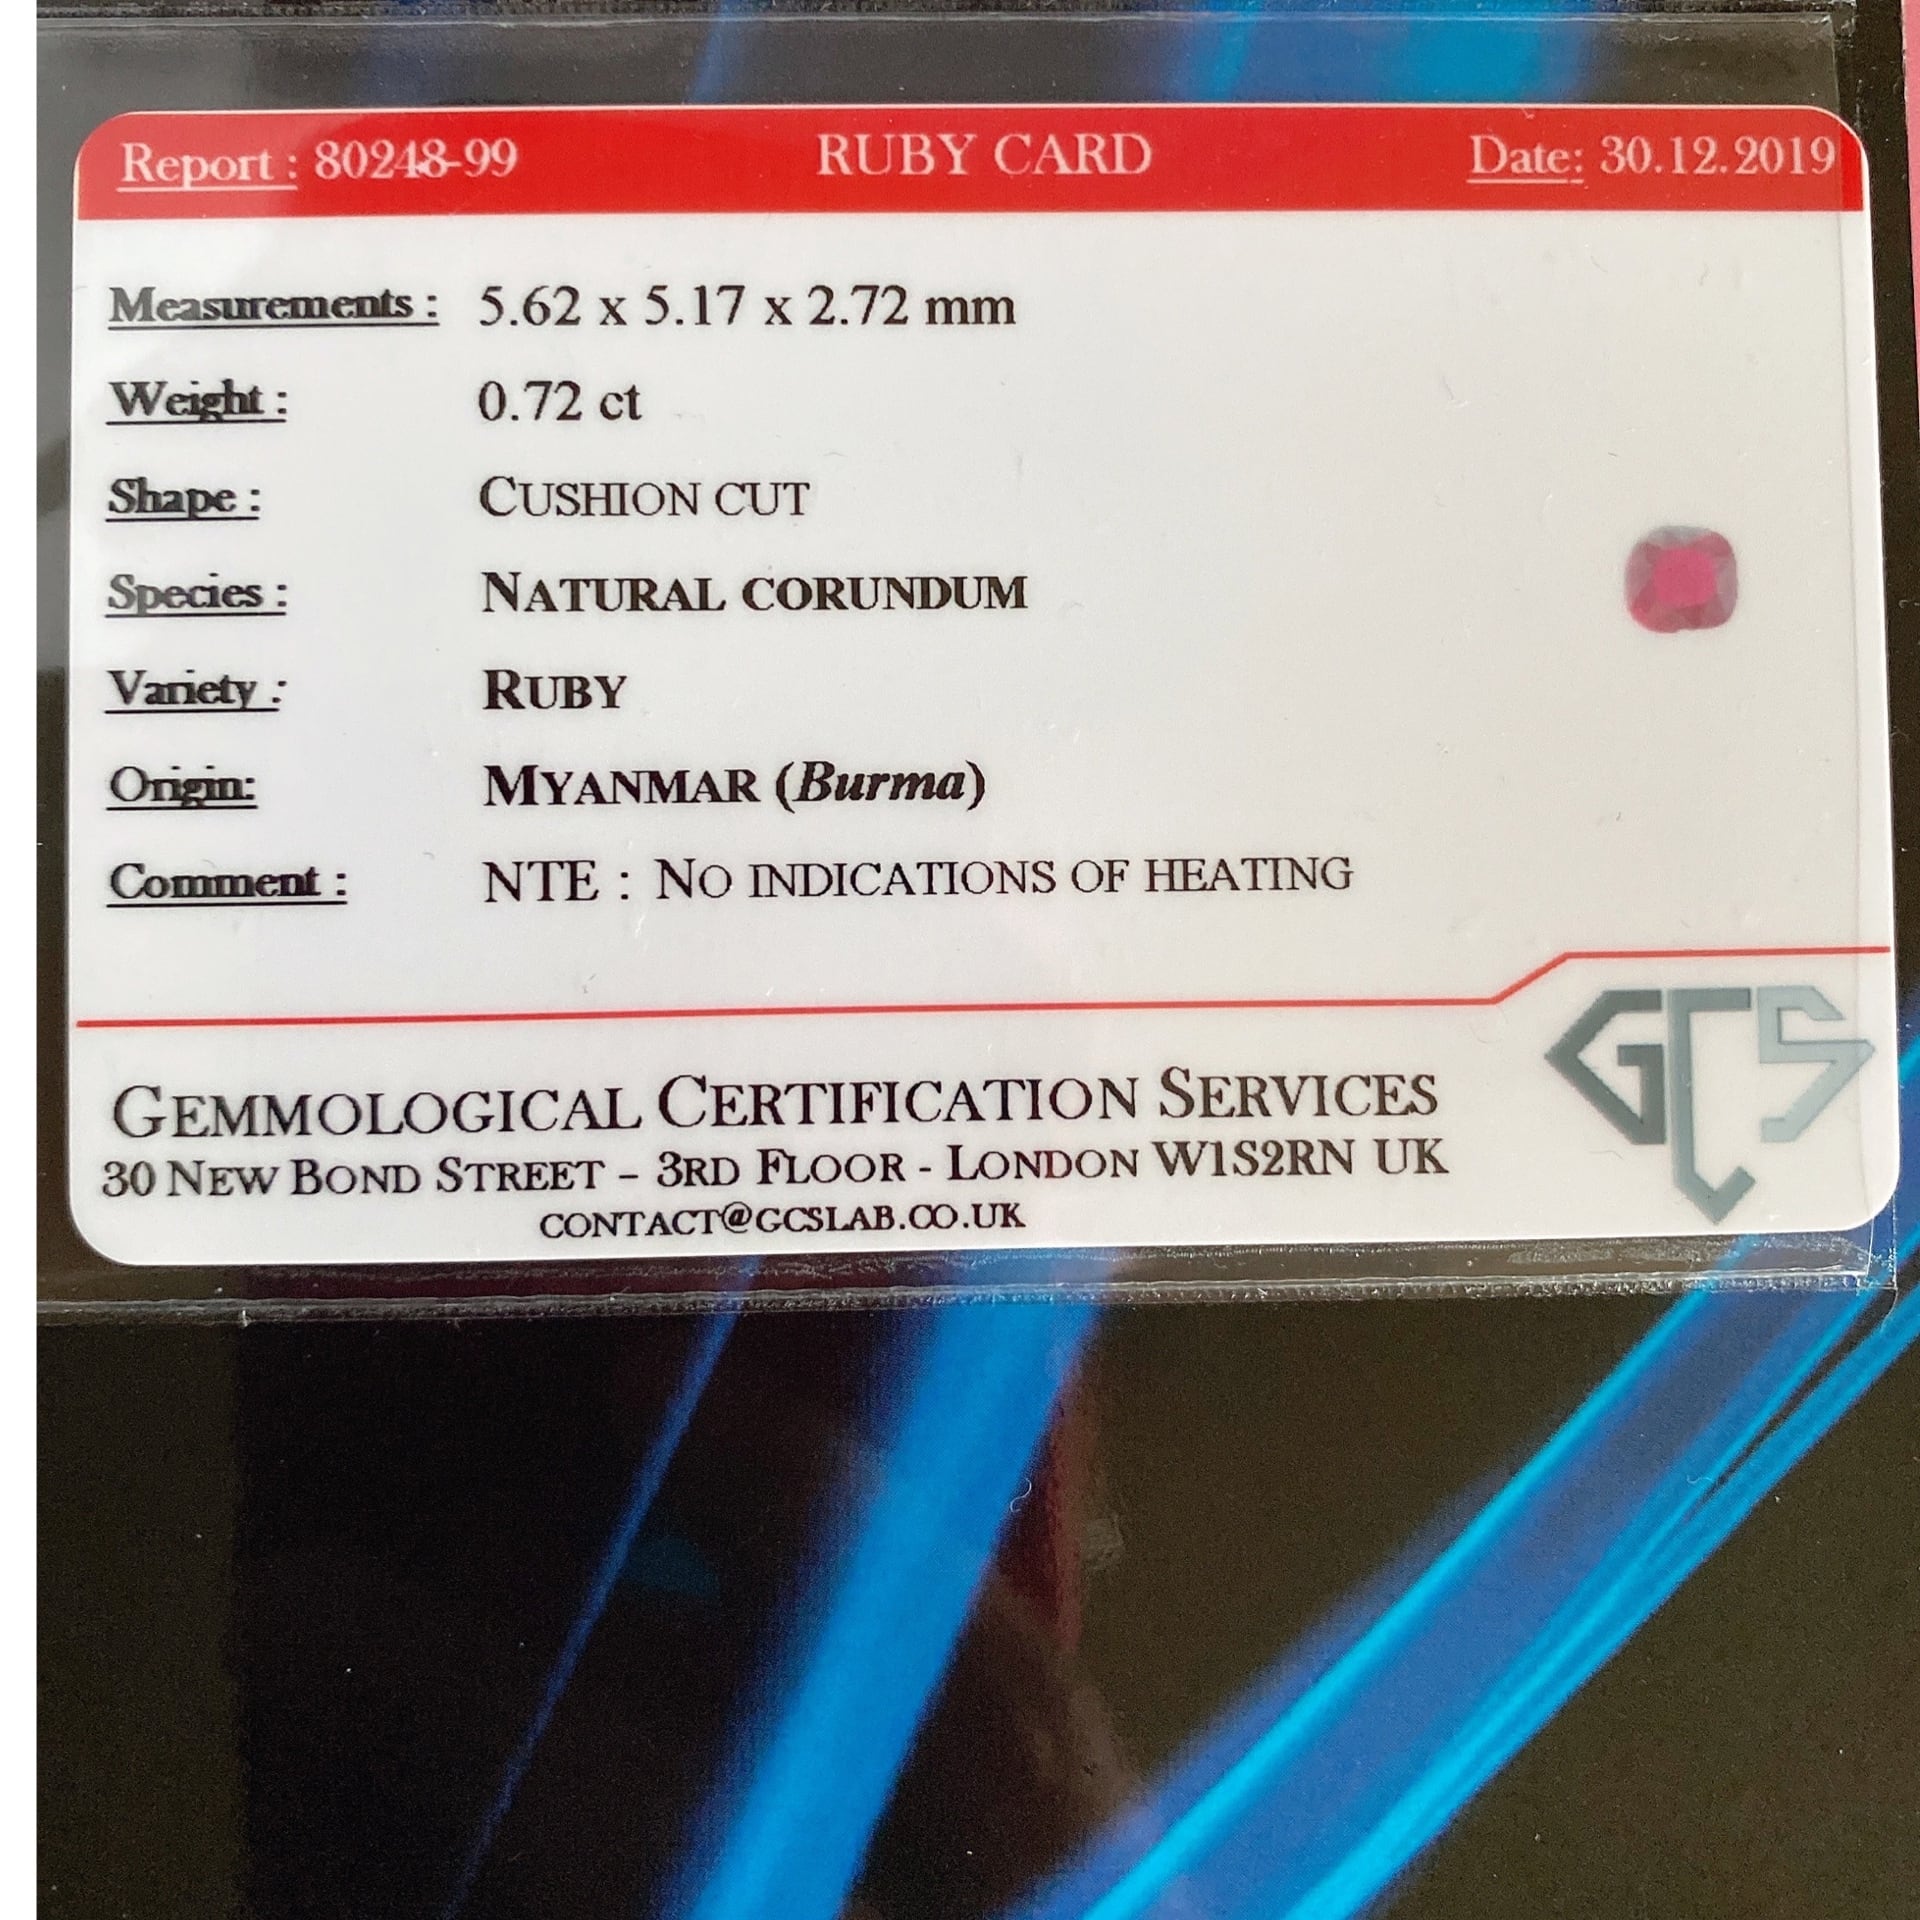 Report : 80248-99 RUBY CARD Date: 30.12.2019
Measurements : 5.62 x 5.17 x 2.72 mm
Weight : 0.72 ct
Shape : CUSHION CUT
Species : NATURAL CORUNDUM
Variety : RUBY
Origin: MYANMAR (Burma)
Comment : NTE : NO INDICATIONS OF HEATING
GCS
GEMMOLOGICAL CERTIFICATION SERVICES
30 NEW BOND STREET – 3RD FLOOR - LONDON W1S2RN UK
CONTACT@GCSLAB.CO.UK